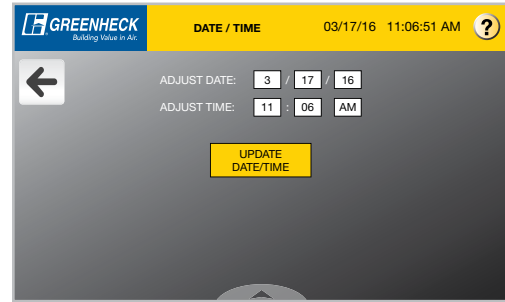 GREENHECK
Building Value in Air.
DATE / TIME
03/17/16 11:06:51 AM
?
ADJUST DATE: 3 / 17 / 16
ADJUST TIME: 11 : 06 AM
UPDATE
DATE/TIME